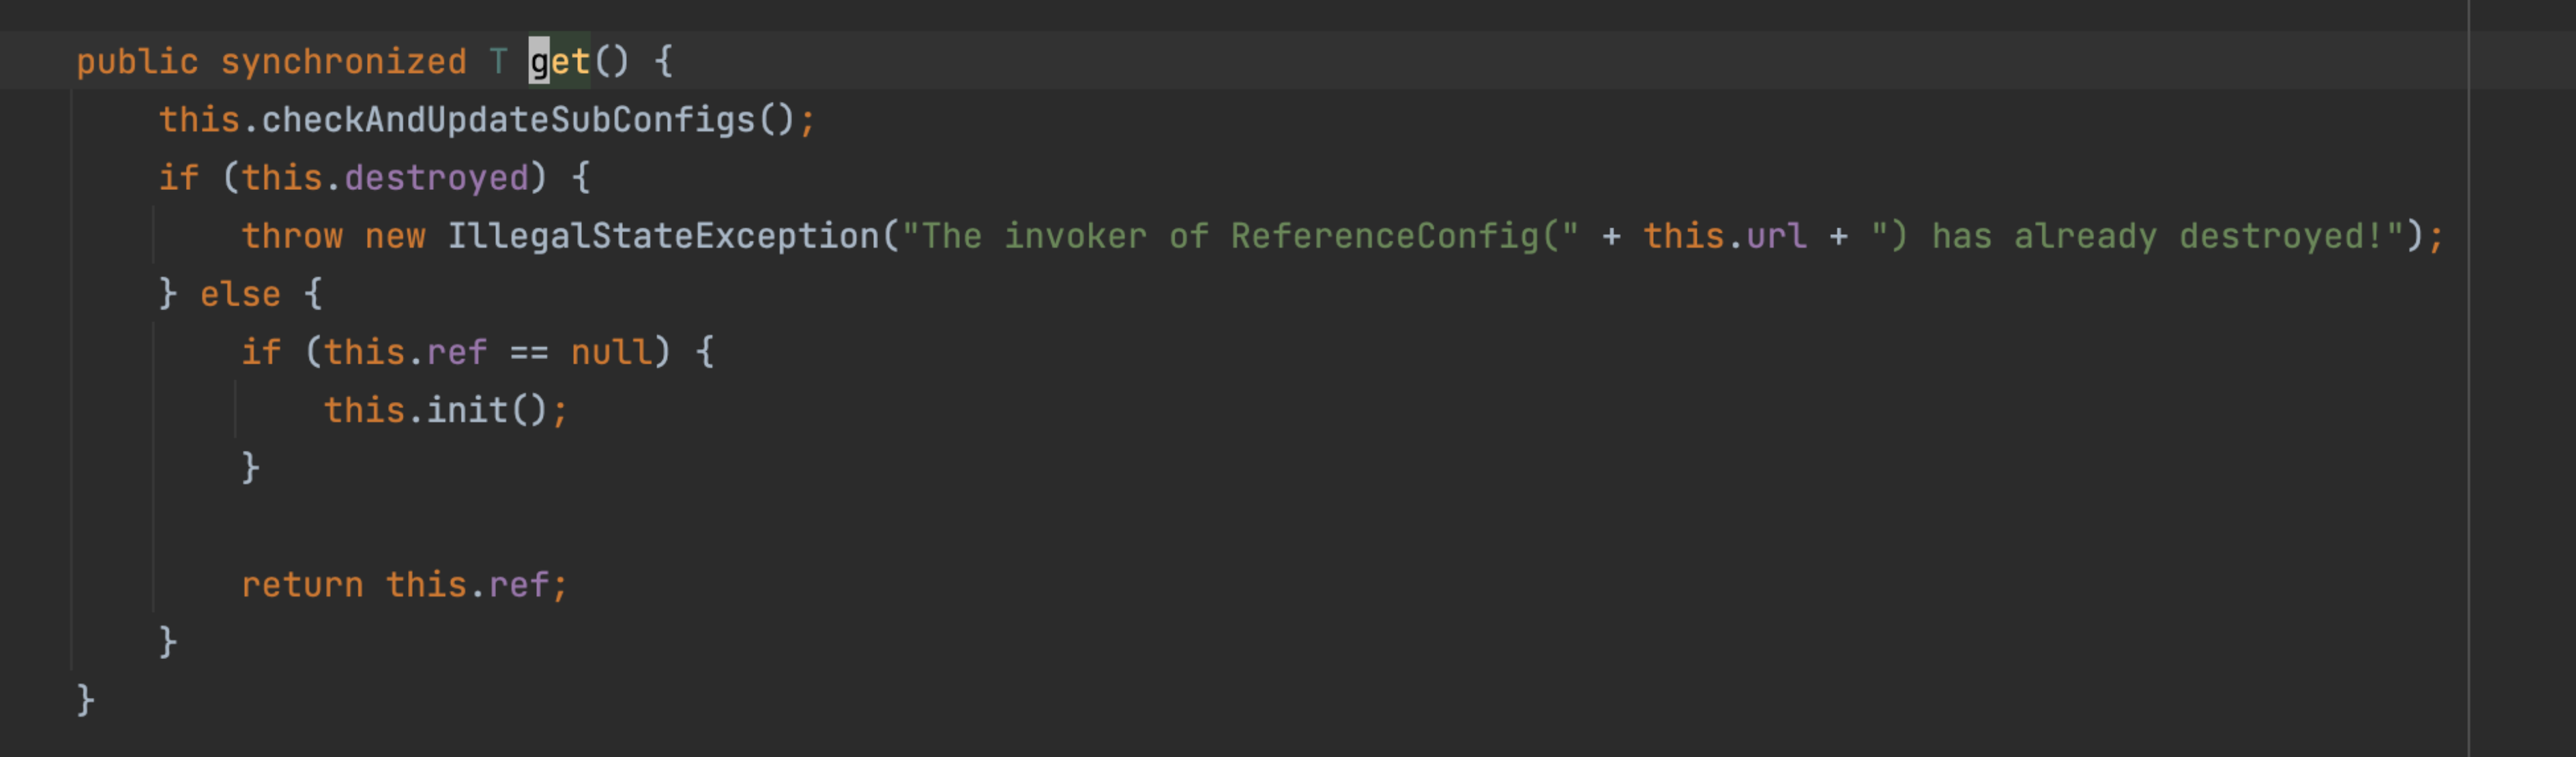 public synchronized T get() {
    this.checkAndUpdateSubConfigs();
    if (this.destroyed) {
        throw new IllegalStateException("The invoker of ReferenceConfig(" + this.url + ") has already destroyed!");
    } else {
        if (this.ref == null) {
            this.init();
        }

        return this.ref;
    }
}